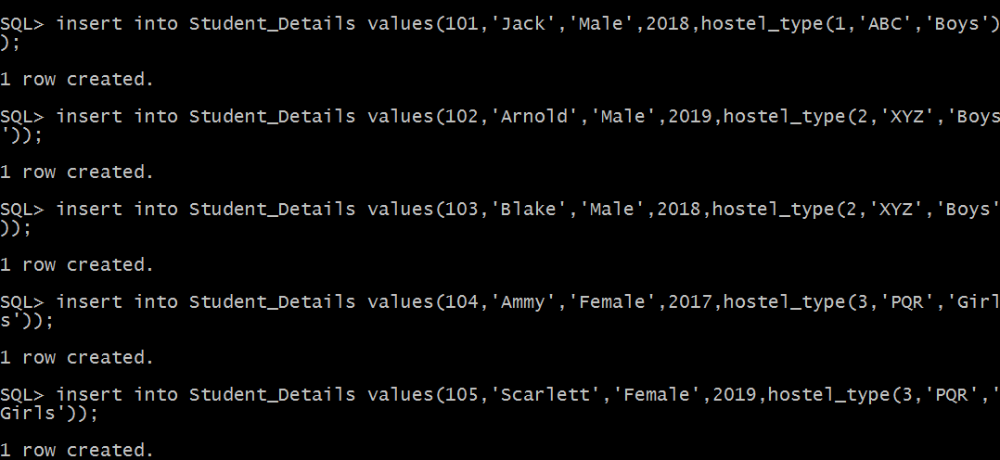 SQL> insert into Student_Details values(101,'Jack','Male',2018,hostel_type(1,'ABC','Boys')
);
1 row created.
SQL> insert into Student_Details values(102,'Arnold','Male',2019,hostel_type(2,'XYZ','Boys
'));
1 row created.
SQL> insert into Student_Details values(103,'Blake','Male',2018,hostel_type(2,'XYZ','Boys'
));
1 row created.
SQL> insert into Student_Details values(104,'Ammy','Female',2017,hostel_type(3,'PQR','Girl
s'));
1 row created.
SQL> insert into Student_Details values(105,'Scarlett','Female',2019,hostel_type(3,'PQR','
Girls'));
1 row created.